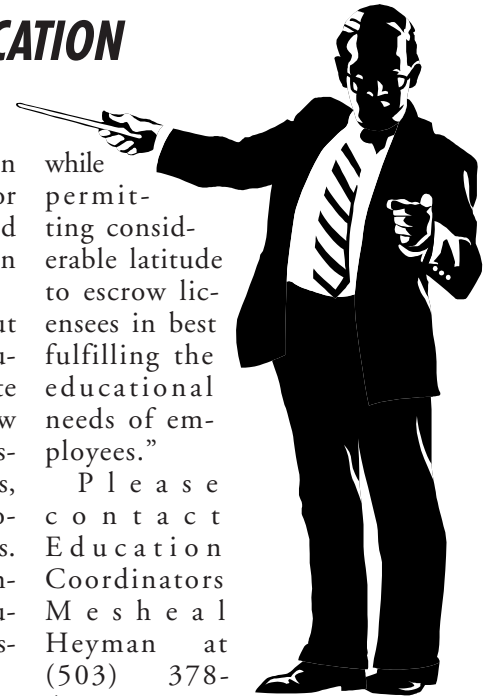 CATION
while
permit-
ting consid-
erable latitude
to escrow lic-
ensees in best
fulfilling the
educational
needs of em-
ployees.”
Please
contact
Education
Coordinators
Mesheal
Heyman at
(503) 378-